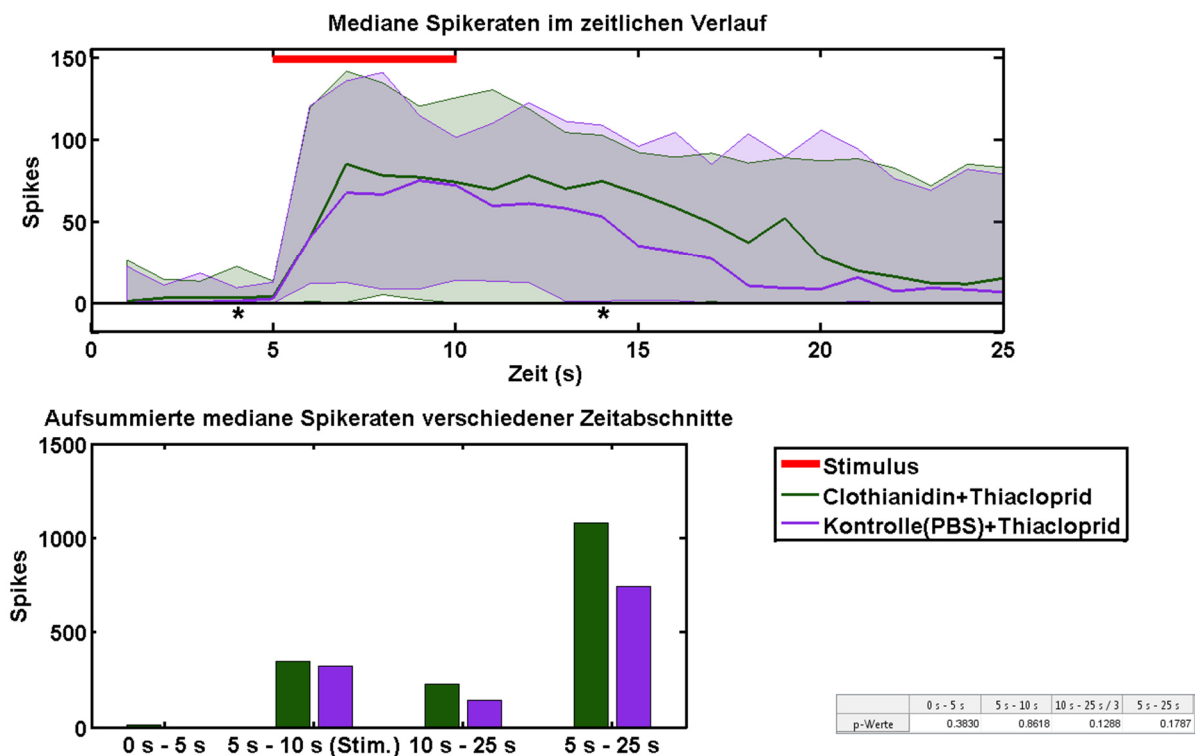 Mediane Spikeraten im zeitlichen Verlauf
150
100
50
0
Spikes
* *
0 5 10 15 20 25
Zeit (s)
Aufsummierte mediane Spikeraten verschiedener Zeitabschnitte
1500
1000
500
0
Spikes
0 s - 5 s 5 s - 10 s (Stim.) 10 s - 25 s 5 s - 25 s
Stimulus
Clothianidin+Thiacloprid
Kontrolle(PBS)+Thiacloprid
0 s - 5 s 5 s - 10 s 10 s - 25 s / 3 5 s - 25 s
p-Werte 0.3830 0.8618 0.1288 0.1787